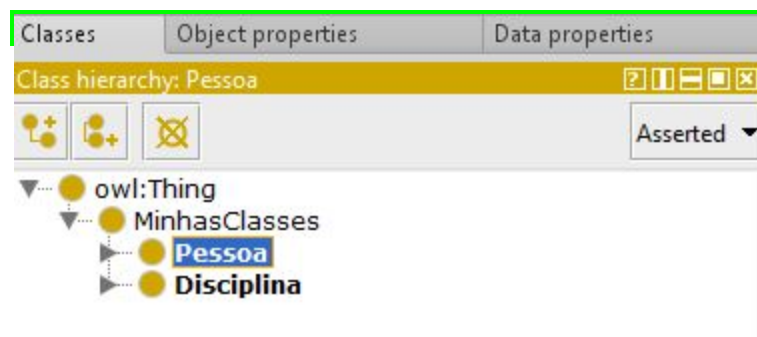 Classes Object properties Data properties
Class hierarchy: Pessoa
Asserted
owl:Thing
MinhasClasses
Pessoa
Disciplina